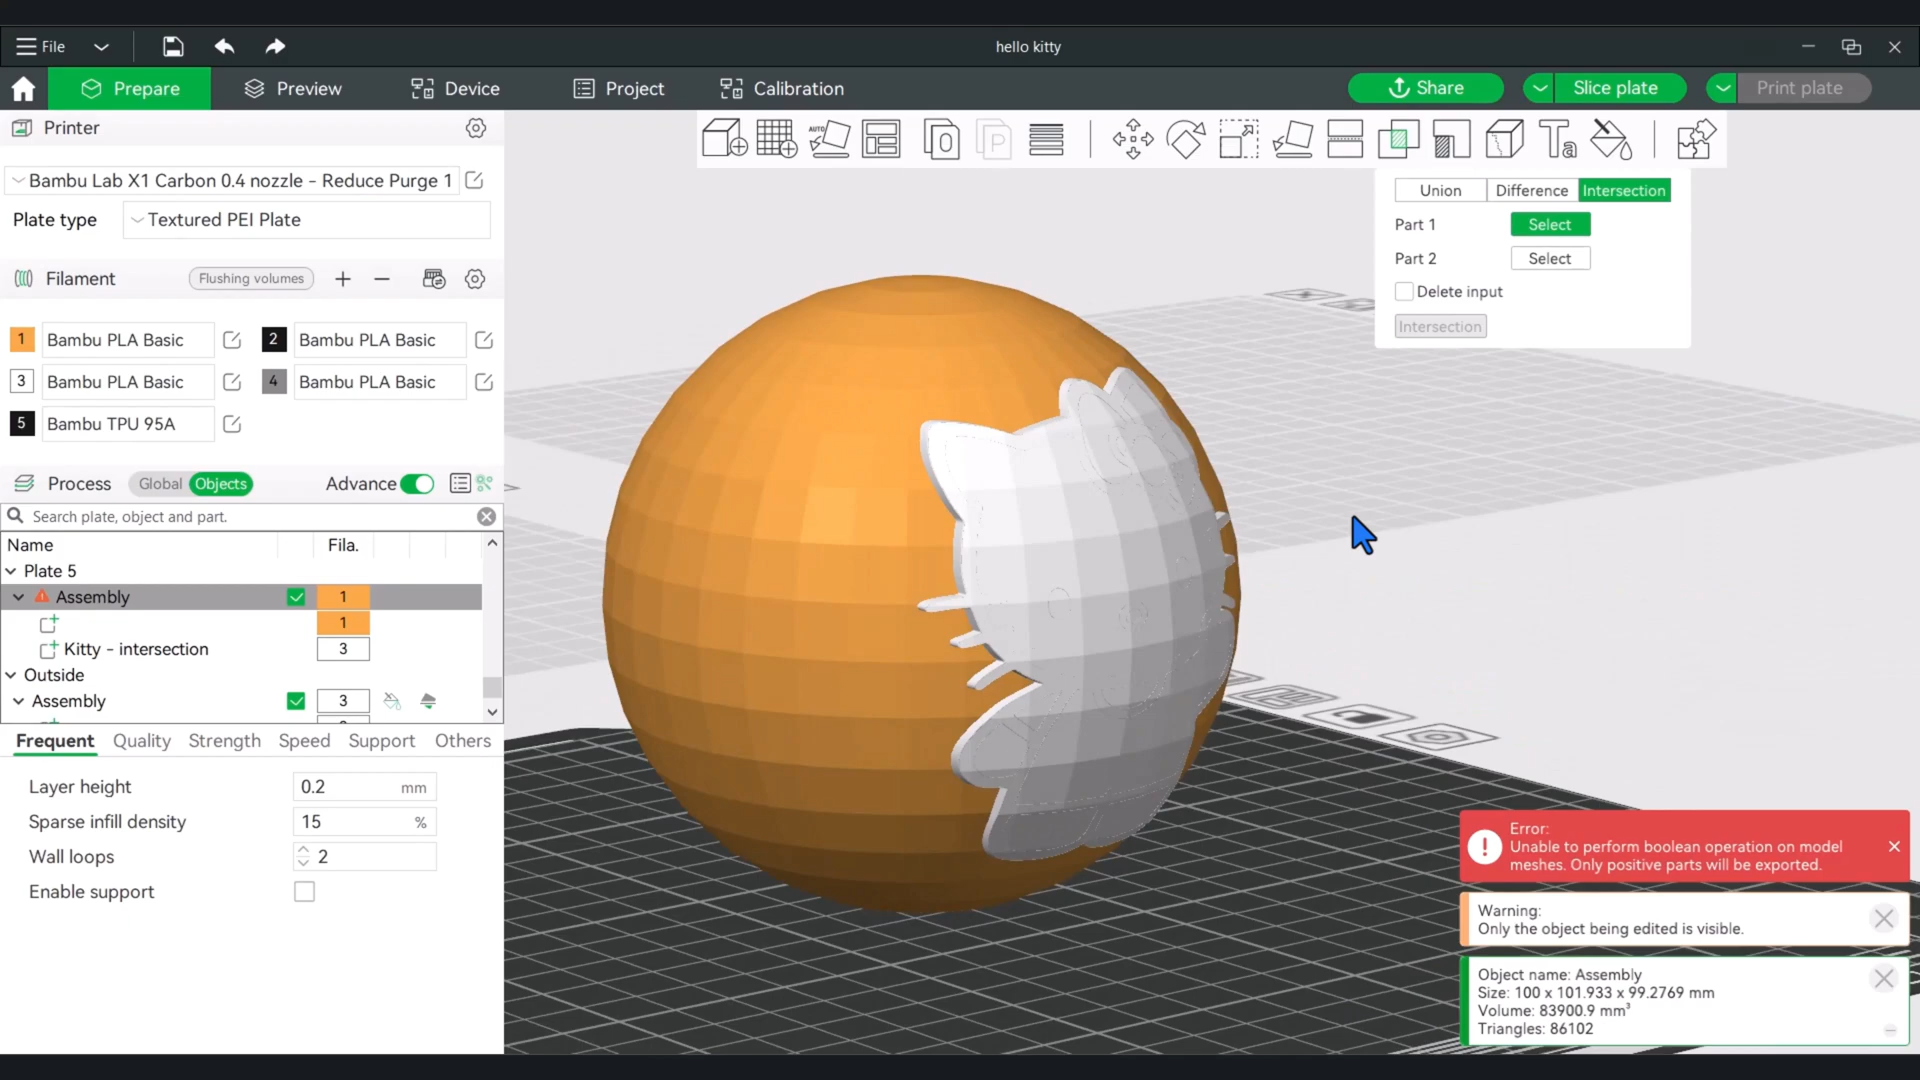 File
hello kitty
Prepare
Preview
Device
Project
Calibration
Share
Slice plate
Print plate
Printer
Bambu Lab X1 Carbon 0.4 nozzle - Reduce Purge 1
Plate type
Textured PEI Plate
Filament
Flushing volumes
1 Bambu PLA Basic
2 Bambu PLA Basic
3 Bambu PLA Basic
4 Bambu PLA Basic
5 Bambu TPU 95A
Process
Global
Objects
Advance
Search plate, object and part.
Name
Fila.
Plate 5
Assembly 1
1
Kitty - intersection 3
Outside
Assembly 3
Frequent
Quality
Strength
Speed
Support
Others
Layer height 0.2 mm
Sparse infill density 15 %
Wall loops 2
Enable support
AUTO
0
P
Ta
Union
Difference
Intersection
Part 1 Select
Part 2 Select
Delete input
Intersection
Error:
Unable to perform boolean operation on model
meshes. Only positive parts will be exported.
Warning:
Only the object being edited is visible.
Object name: Assembly
Size: 100 x 101.933 x 99.2769 mm
Volume: 83900.9 mm³
Triangles: 86102